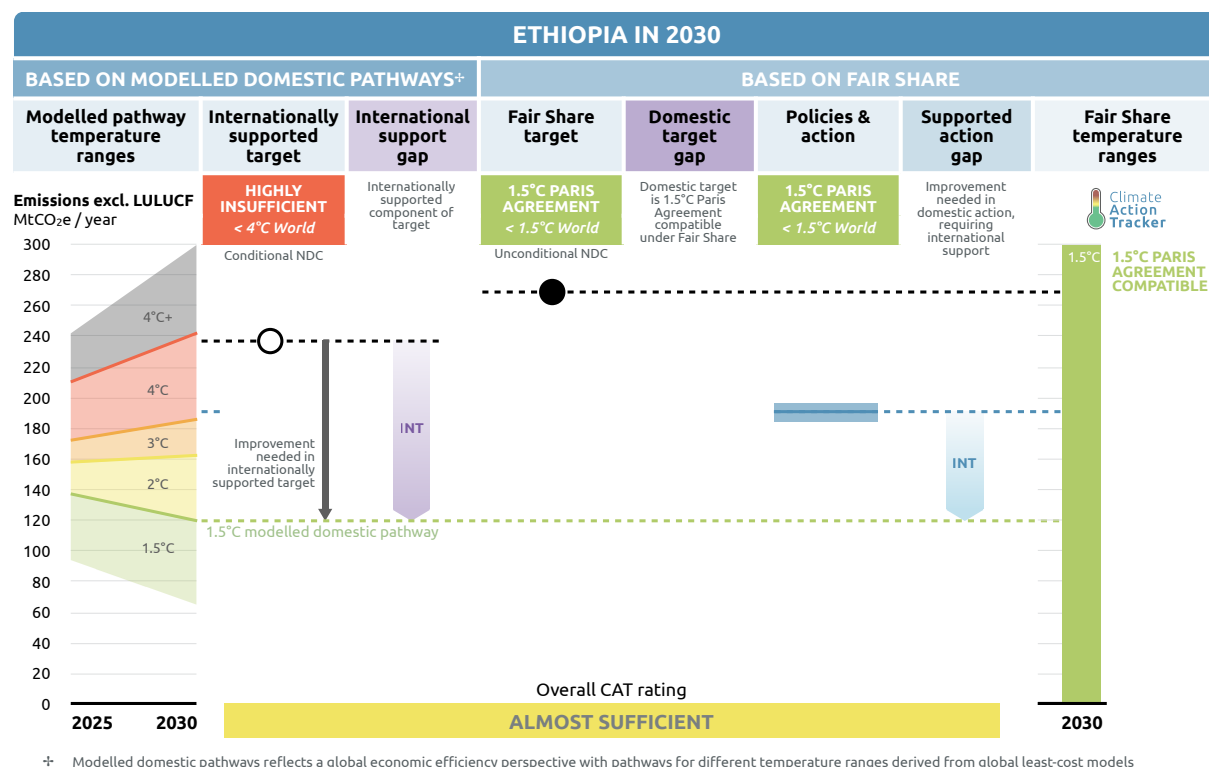 ETHIOPIA IN 2030
BASED ON MODELLED DOMESTIC PATHWAYS✢
BASED ON FAIR SHARE
Modelled pathway
temperature
ranges
Internationally
supported
target
International
support
gap
Fair Share
target
Domestic
target
gap
Policies &
action
Supported
action
gap
Fair Share
temperature
ranges
Emissions excl. LULUCF
MtCO₂e / year
HIGHLY
INSUFFICIENT
< 4°C World
Conditional NDC
Internationally
supported
component of
target
1.5°C PARIS
AGREEMENT
< 1.5°C World
Unconditional NDC
Domestic target
is 1.5°C Paris
Agreement
compatible
under Fair Share
1.5°C PARIS
AGREEMENT
< 1.5°C World
Improvement
needed in
domestic action,
requiring
international
support
Climate
Action
Tracker
300
280
260
240
220
200
180
160
140
120
100
80
60
40
20
0
4°C+
4°C
3°C
2°C
1.5°C
2025
2030
Improvement
needed in
internationally
supported target
INT
1.5°C modelled domestic pathway
INT
1.5°C
1.5°C PARIS
AGREEMENT
COMPATIBLE
2030
Overall CAT rating
ALMOST SUFFICIENT
✢ Modelled domestic pathways reflects a global economic efficiency perspective with pathways for different temperature ranges derived from global least-cost models